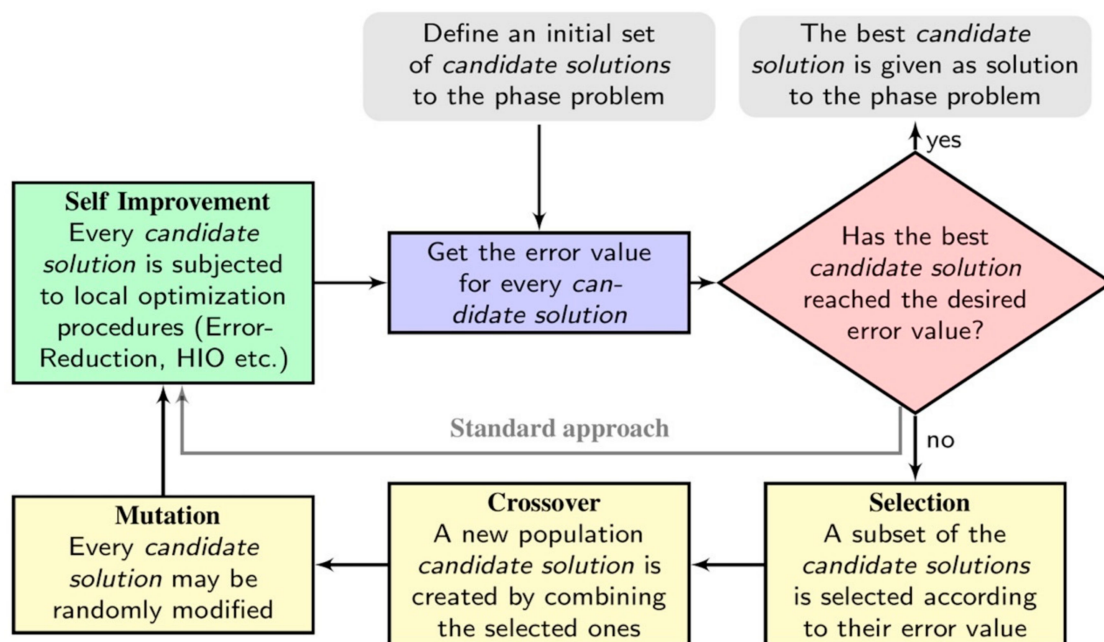 Define an initial set
of candidate solutions
to the phase problem
The best candidate
solution is given as solution
to the phase problem
yes
Self Improvement
Every candidate
solution is subjected
to local optimization
procedures (Error-
Reduction, HIO etc.)
Get the error value
for every can-
didate solution
Has the best
candidate solution
reached the desired
error value?
Standard approach
no
Mutation
Every candidate
solution may be
randomly modified
Crossover
A new population
candidate solution is
created by combining
the selected ones
Selection
A subset of the
candidate solutions
is selected according
to their error value